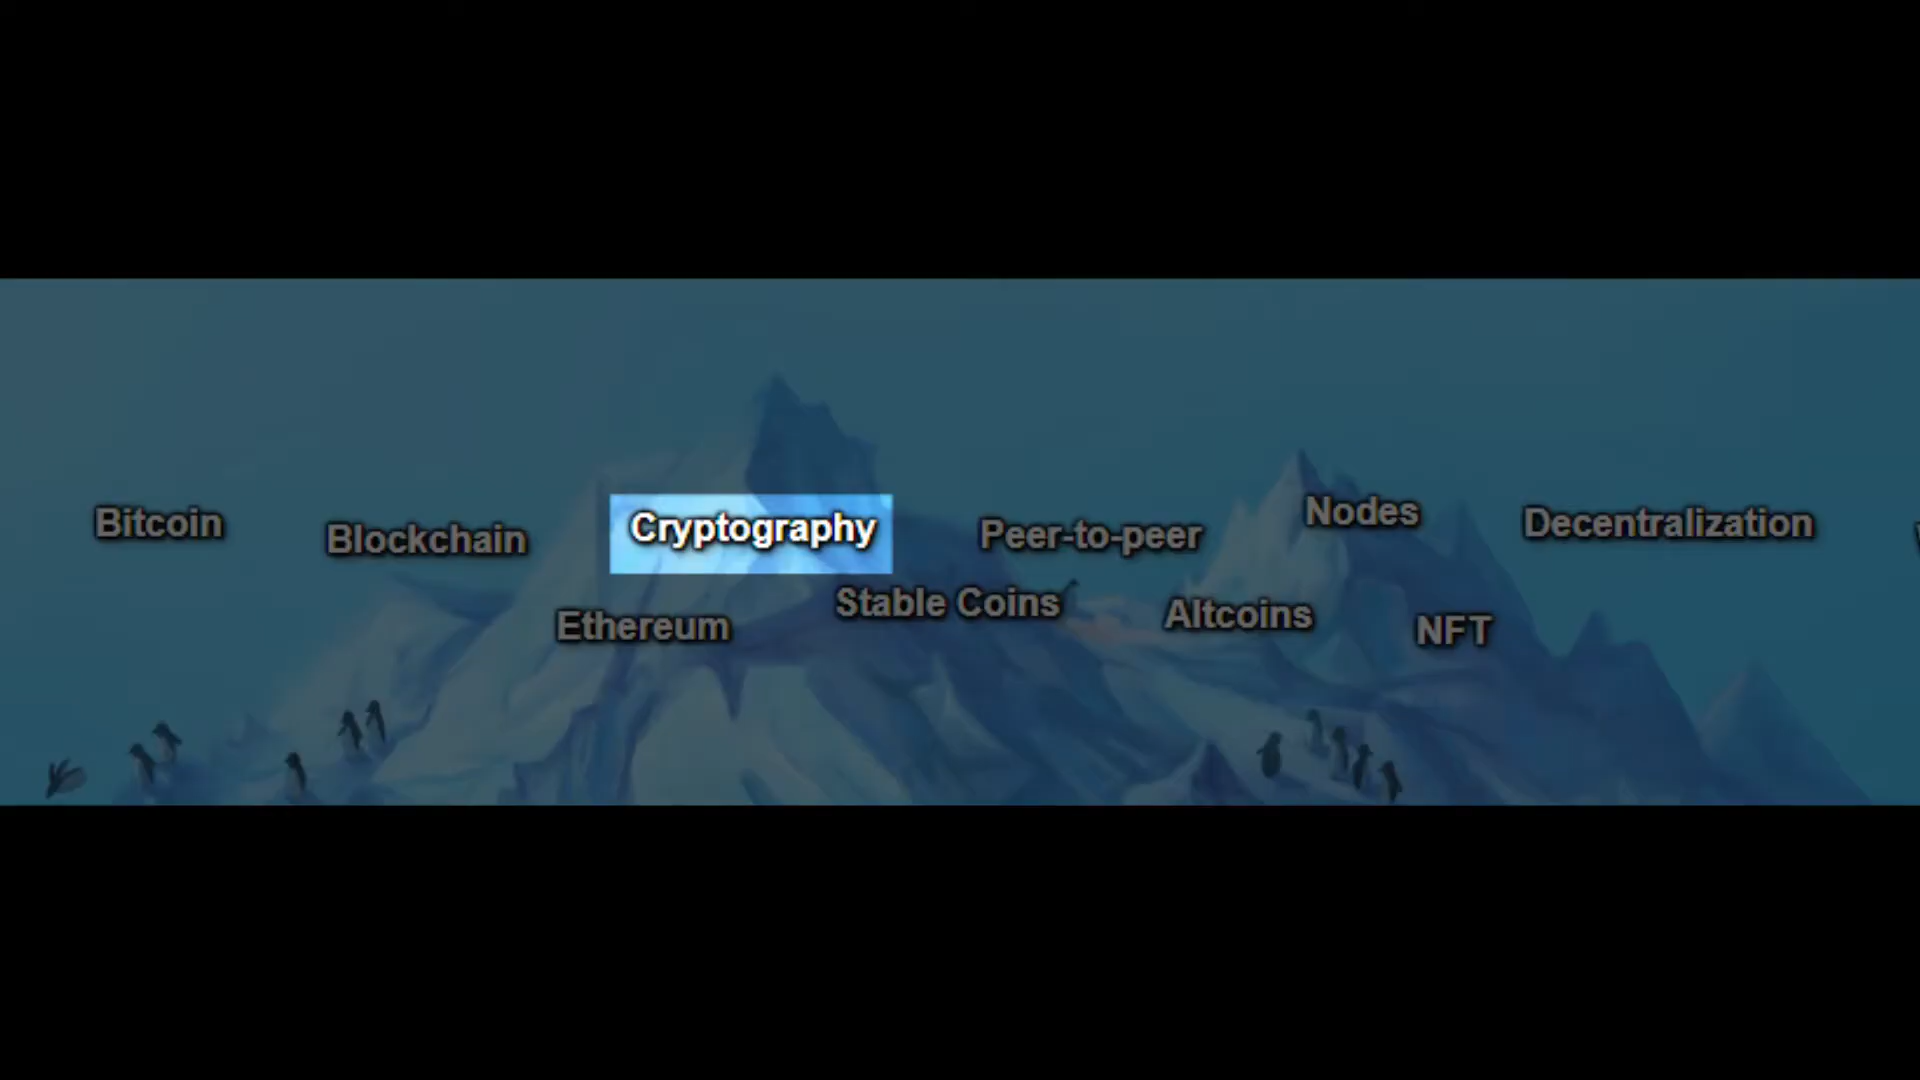 Bitcoin Blockchain Cryptography Peer-to-peer Nodes Decentralization
Ethereum Stable Coins Altcoins NFT